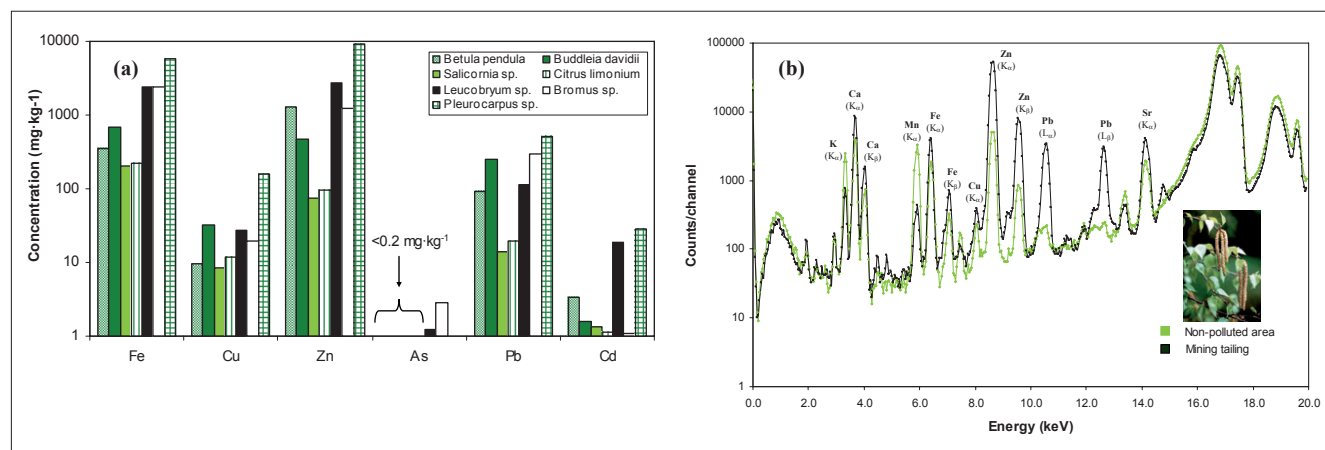 (a)
Concentration (mg·kg-1)
10000
1000
100
10
1
Betula pendula
Buddleia davidii
Salicornia sp.
Citrus limonium
Leucobryum sp.
Bromus sp.
Pleurocarpus sp.
<0.2 mg·kg-1
Fe
Cu
Zn
As
Pb
Cd
(b)
Counts/channel
100000
10000
1000
100
10
1
K
(Kα)
Ca
(Kα)
Ca
(Kβ)
Mn
(Kα)
Fe
(Kα)
Fe
(Kβ)
Cu
(Kα)
Zn
(Kα)
Zn
(Kβ)
Pb
(Lα)
Pb
(Lβ)
Sr
(Kα)
Non-polluted area
Mining tailing
0.0
2.0
4.0
6.0
8.0
10.0
12.0
14.0
16.0
18.0
20.0
Energy (keV)